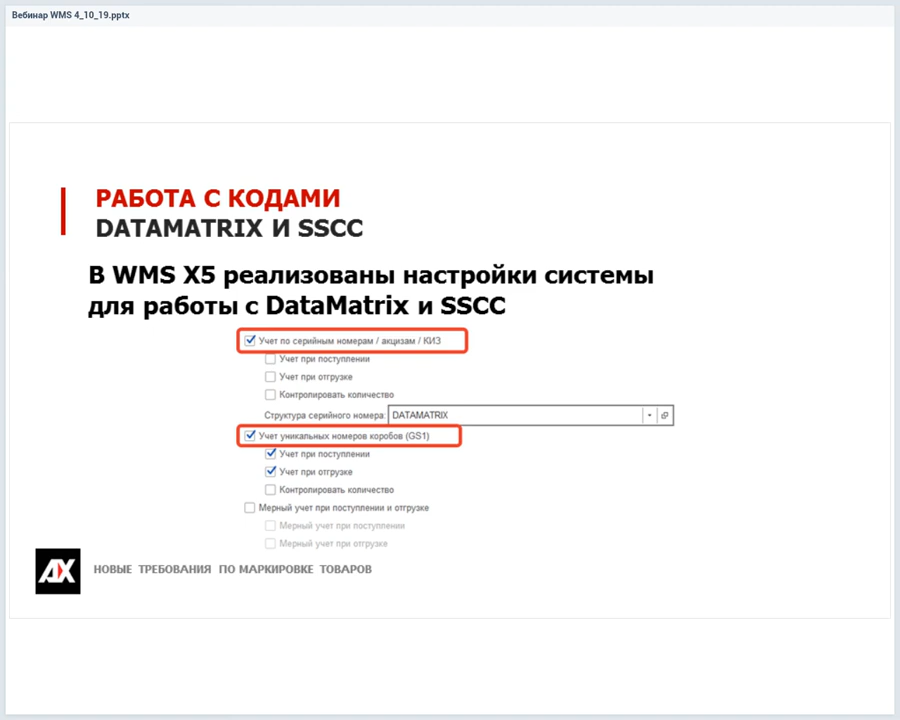 Вебинар WMS 4_10_19.pptx
РАБОТА С КОДАМИ
DATAMATRIX И SSCC
В WMS X5 реализованы настройки системы
для работы с DataMatrix и SSCC
Учет по серийным номерам / акцизам / КИЗ
Учет при поступлении
Учет при отгрузке
Контролировать количество
Структура серийного номера: DATAMATRIX
Учет уникальных номеров коробов (GS1)
Учет при поступлении
Учет при отгрузке
Контролировать количество
Мерный учет при поступлении и отгрузке
Мерный учет при поступлении
Мерный учет при отгрузке
AX НОВЫЕ ТРЕБОВАНИЯ ПО МАРКИРОВКЕ ТОВАРОВ